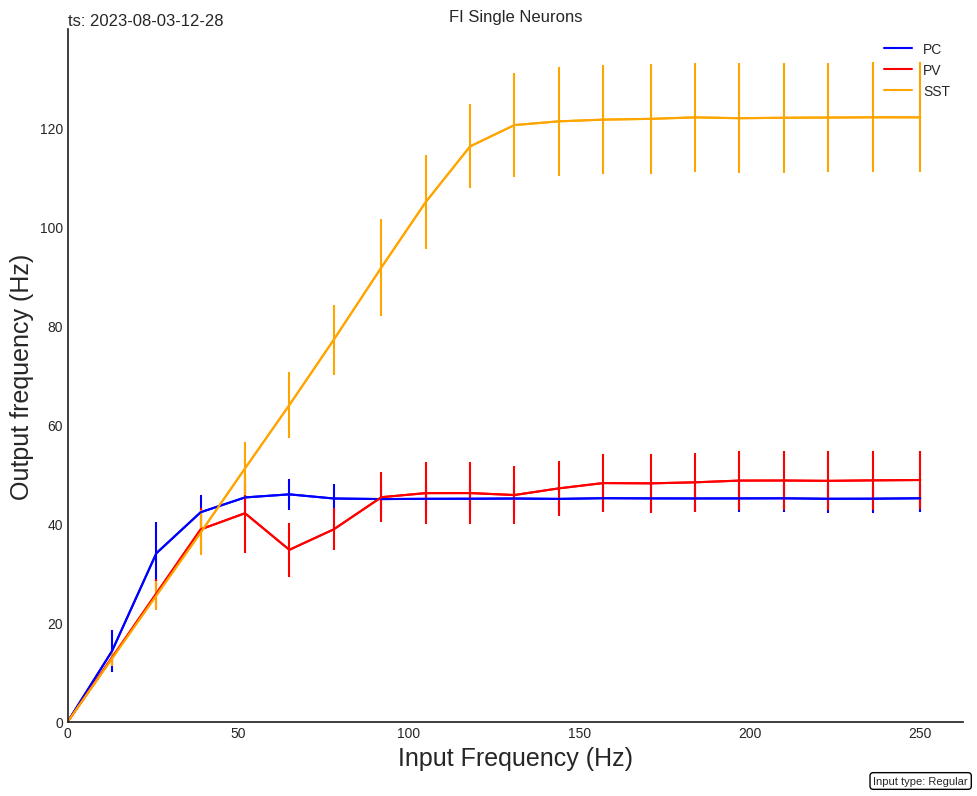 ts: 2023-08-03-12-28
FI Single Neurons
PC
PV
SST
Output frequency (Hz)
120
100
80
60
40
20
0
0 50 100 150 200 250
Input Frequency (Hz)
Input type: Regular